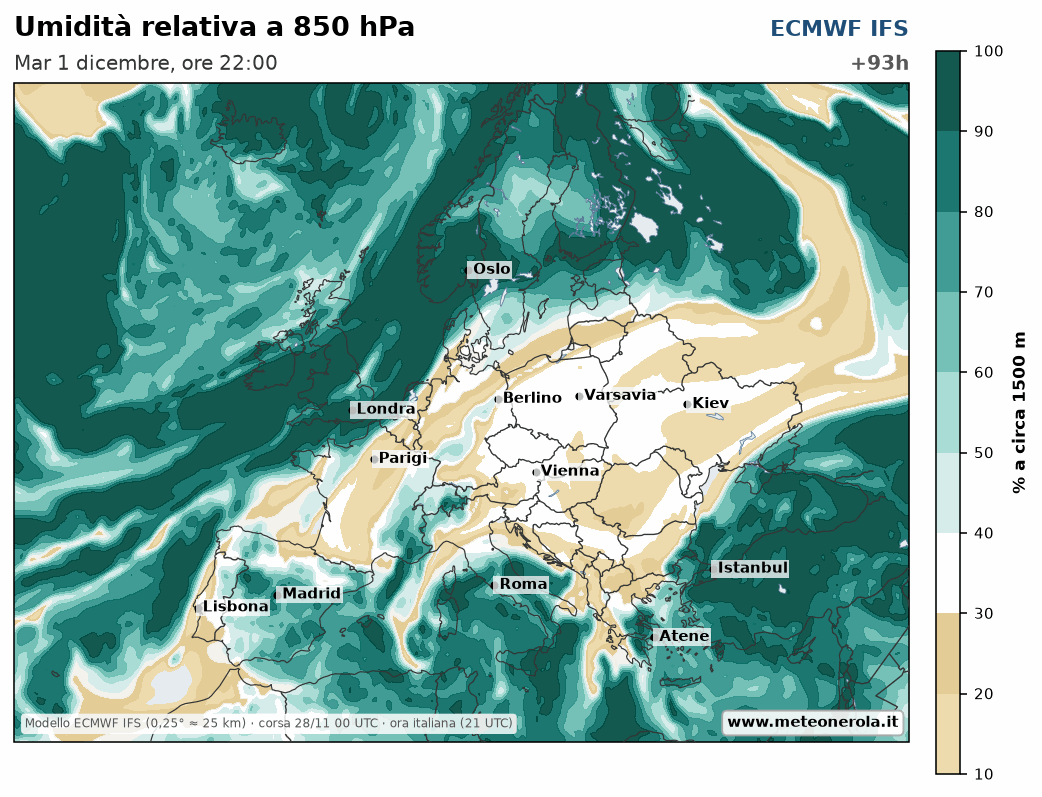 Umidità relativa a 850 hPa
ECMWF IFS
Mar 1 dicembre, ore 22:00
+93h
100
90
80
70
60
50
40
30
20
10
% a circa 1500 m
Oslo
Londra
Berlino
Varsavia
Kiev
Parigi
Vienna
Istanbul
Roma
Madrid
Lisbona
Atene
Modello ECMWF IFS (0,25° ≈ 25 km) · corsa 28/11 00 UTC · ora italiana (21 UTC)
www.meteonerola.it